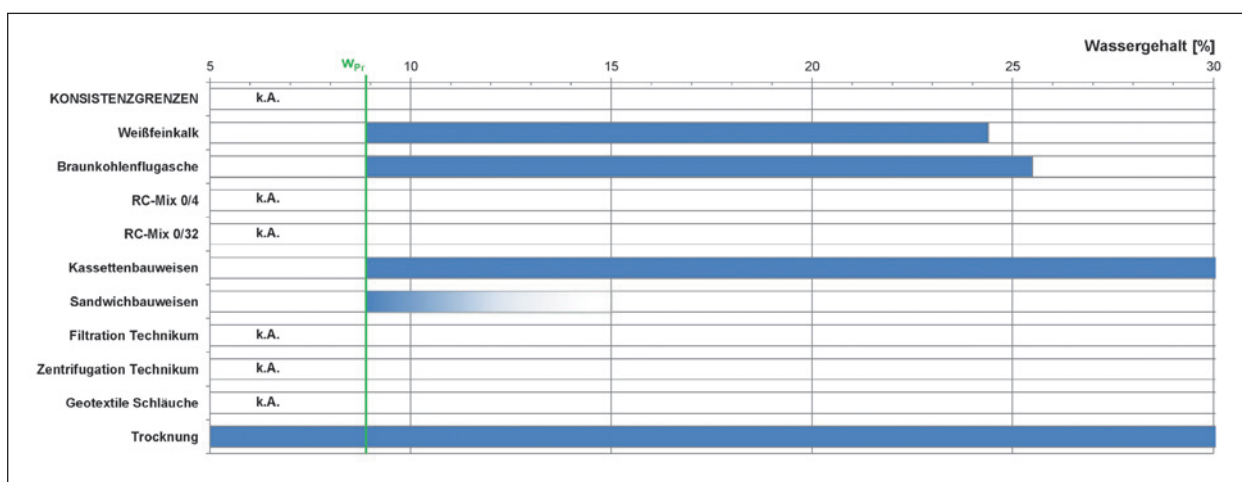 Wassergehalt [%]
5 w_Pr 10 15 20 25 30
KONSISTENZGRENZEN k.A.
Weißfeinkalk
Braunkohlenflugasche
RC-Mix 0/4 k.A.
RC-Mix 0/32 k.A.
Kassettenbauweisen
Sandwichbauweisen
Filtration Technikum k.A.
Zentrifugation Technikum k.A.
Geotextile Schläuche k.A.
Trocknung